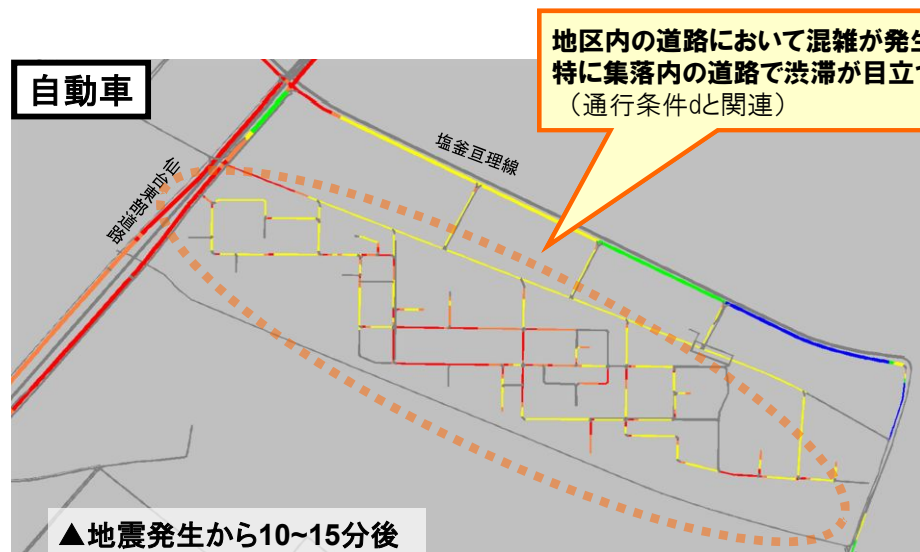 地区内の道路において混雑が発生
特に集落内の道路で渋滞が目立つ
（通行条件dと関連）
自動車
塩釜亘理線
仙台東部道路
▲地震発生から10~15分後